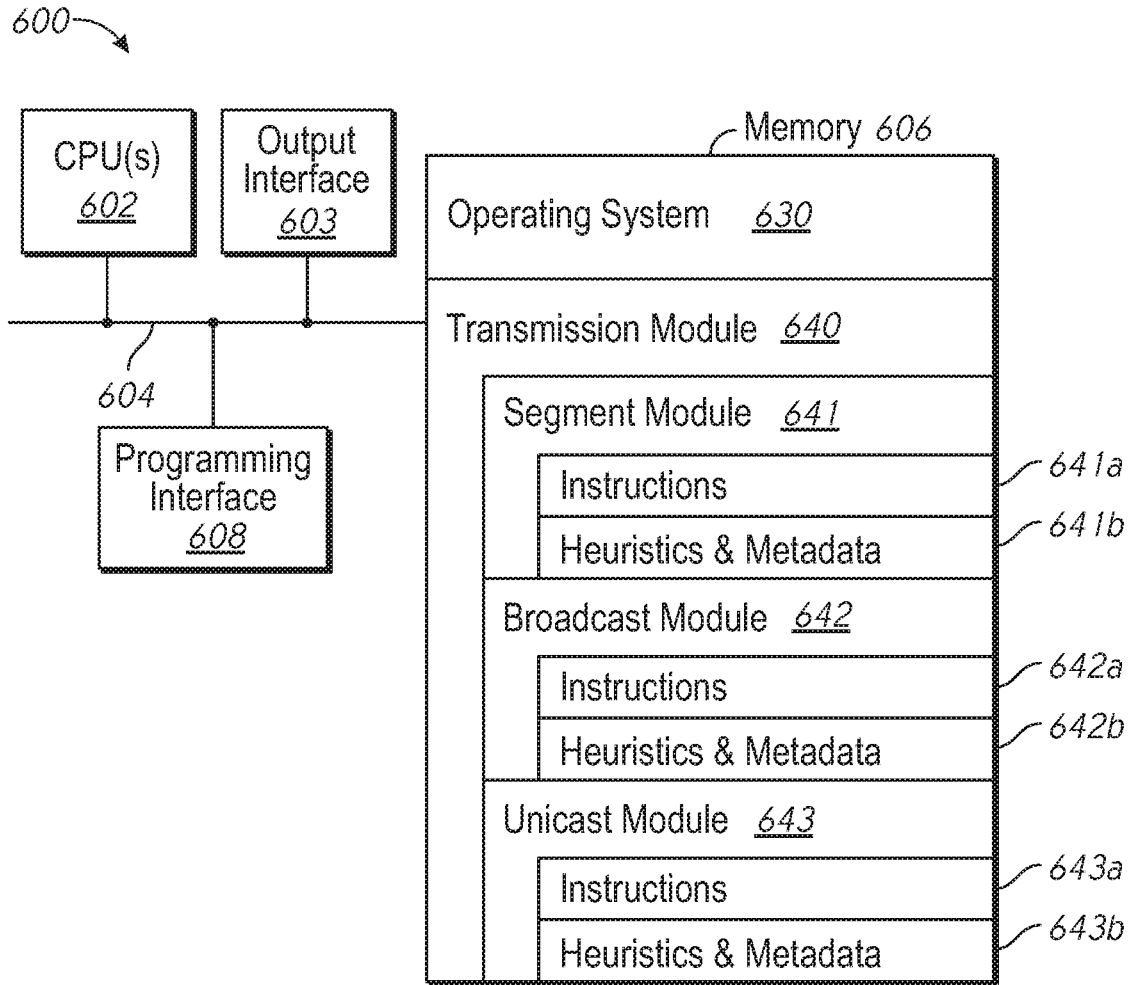 600
CPU(s)
602
Output
Interface
603
Memory 606
Operating System 630
604
Programming
Interface
608
Transmission Module 640
Segment Module 641
Instructions
641a
Heuristics & Metadata
641b
Broadcast Module 642
Instructions
642a
Heuristics & Metadata
642b
Unicast Module 643
Instructions
643a
Heuristics & Metadata
643b